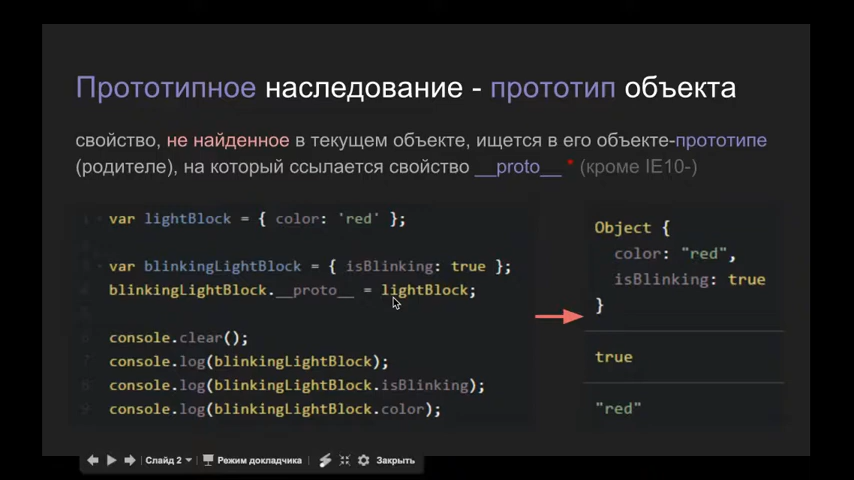 Прототипное наследование - прототип объекта
свойство, не найденное в текущем объекте, ищется в его объекте-прототипе
(родителе), на который ссылается свойство __proto__ * (кроме IE10-)
var lightBlock = { color: 'red' };
var blinkingLightBlock = { isBlinking: true };
blinkingLightBlock.__proto__ = lightBlock;
console.clear();
console.log(blinkingLightBlock);
console.log(blinkingLightBlock.isBlinking);
console.log(blinkingLightBlock.color);
Object {
color: "red",
isBlinking: true
}
true
"red"
Слайд 2 Режим докладчика Закрыть